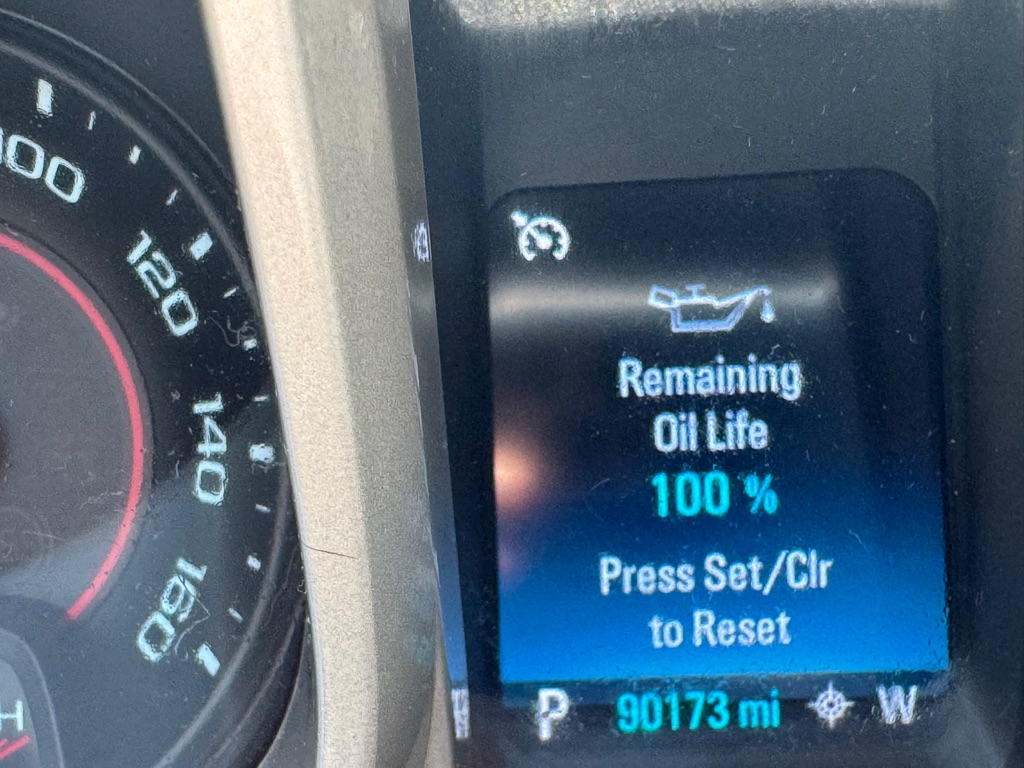 100
120
140
160
H
Remaining
Oil Life
100 %
Press Set/Clr
to Reset
P 90173 mi W